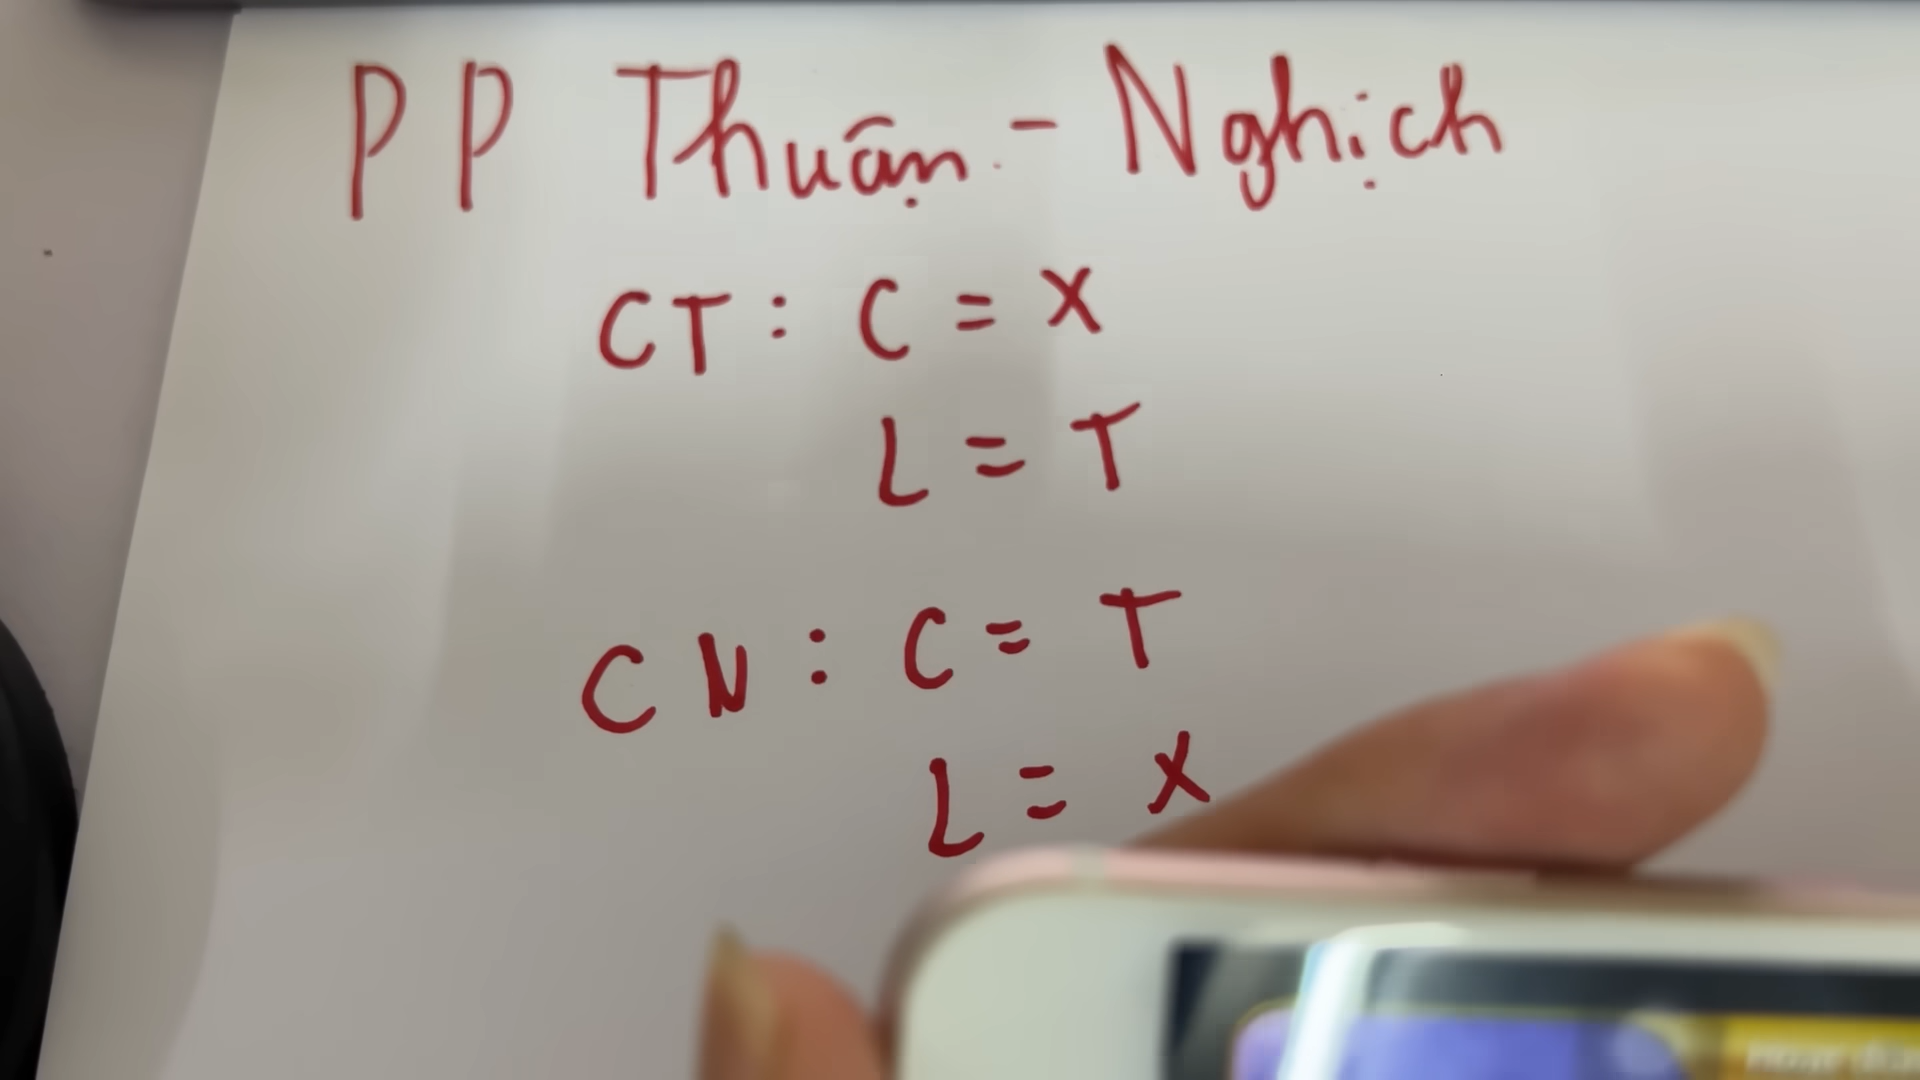 PP Thuận - Nghịch
CT : C = X
L = T
CN : C = T
L = X